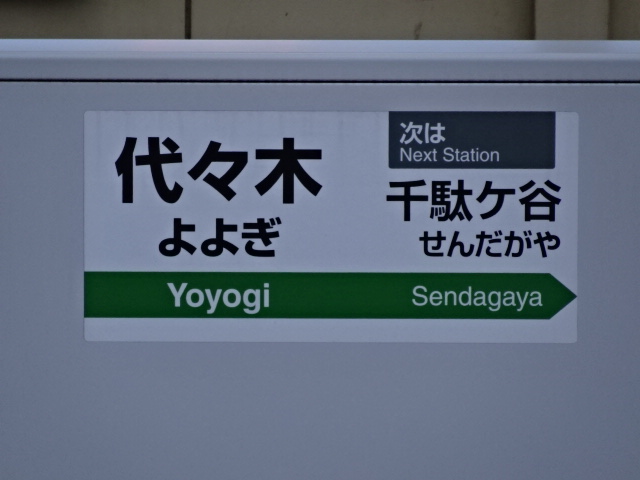 代々木
よよぎ
Yoyogi
次は
Next Station
千駄ケ谷
せんだがや
Sendagaya